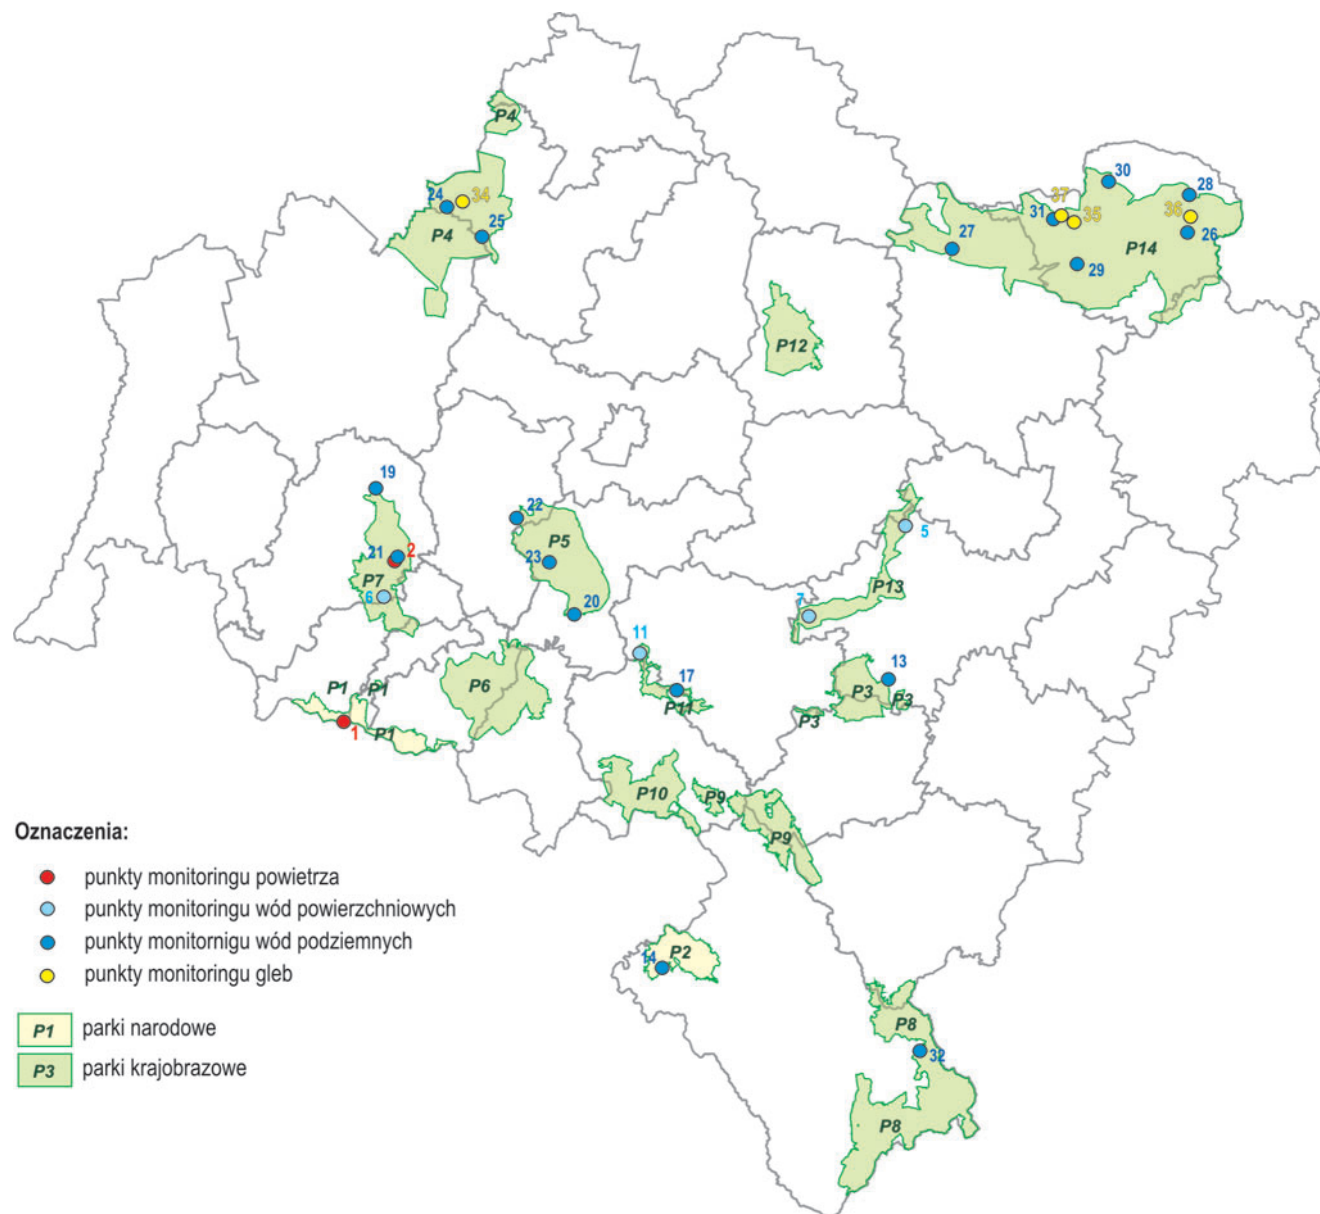 P4
24
34
25
P4
30
28
37
31
35
36
26
27
29
P14
P12
19
22
21
2
P5
23
P7
6
20
5
P13
7
11
17
P11
13
P3
P3
P3
P1
P1
P6
P1
1
P10
P9
P9
P2
14
P8
32
P8
Oznaczenia:
punkty monitoringu powietrza
punkty monitoringu wód powierzchniowych
punkty monitornigu wód podziemnych
punkty monitoringu gleb
P1 parki narodowe
P3 parki krajobrazowe